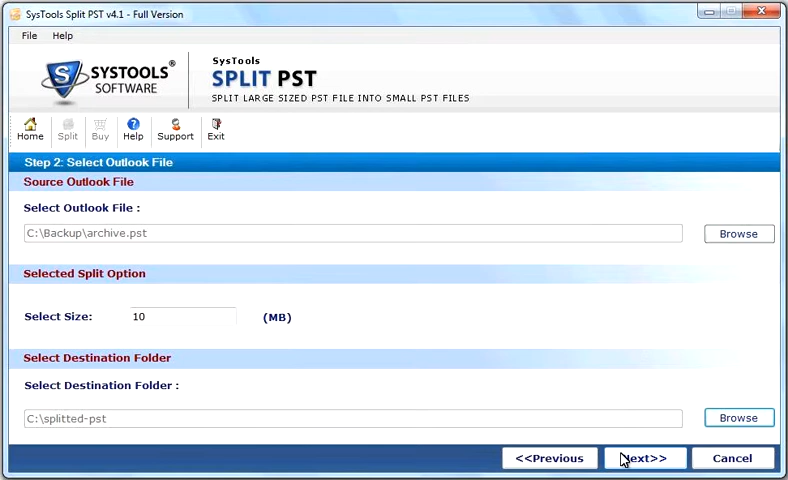 SysTools Split PST v4.1 - Full Version
File Help
SYSTOOLS®
SOFTWARE
SysTools
SPLIT PST
SPLIT LARGE SIZED PST FILE INTO SMALL PST FILES
Home Split Buy Help Support Exit
Step 2: Select Outlook File
Source Outlook File
Select Outlook File :
C:\Backup\archive.pst Browse
Selected Split Option
Select Size: 10 (MB)
Select Destination Folder
Select Destination Folder :
C:\splitted-pst Browse
<<Previous Next>> Cancel